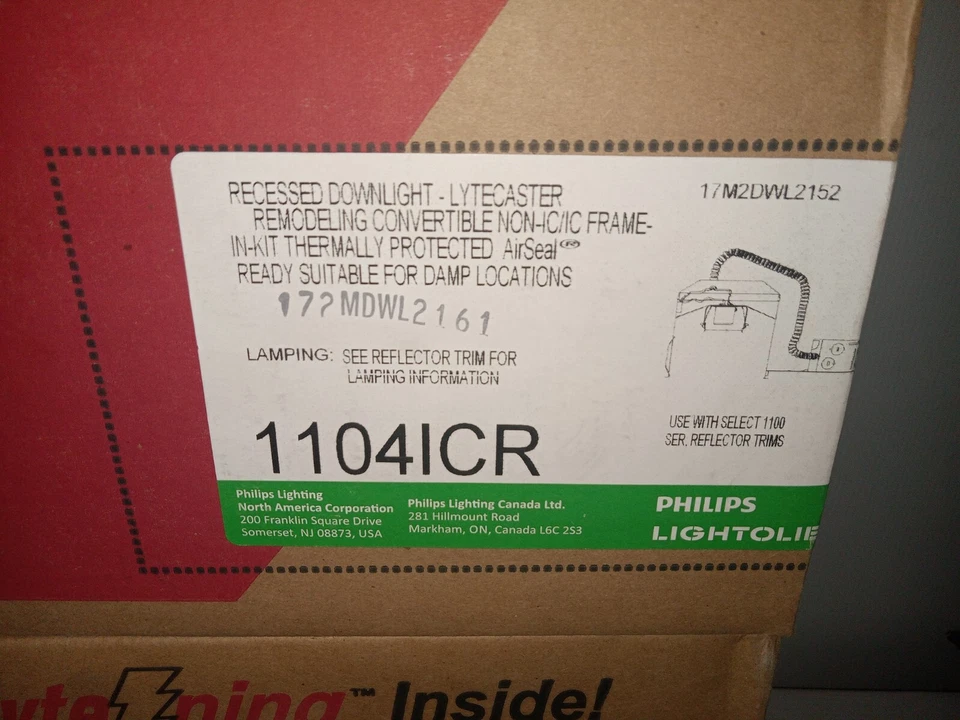 RECESSED DOWNLIGHT - LYTECASTER
REMODELING CONVERTIBLE NON-IC/IC FRAME-
IN-KIT THERMALLY PROTECTED AirSeal®
READY SUITABLE FOR DAMP LOCATIONS
17M2DWL2152
172MDWL2161
LAMPING: SEE REFLECTOR TRIM FOR
LAMPING INFORMATION
1104ICR
USE WITH SELECT 1100
SER. REFLECTOR TRIMS
Philips Lighting
North America Corporation
200 Franklin Square Drive
Somerset, NJ 08873, USA
Philips Lighting Canada Ltd.
281 Hillmount Road
Markham, ON, Canada L6C 2S3
PHILIPS
LIGHTOLIE
ning™ Inside!